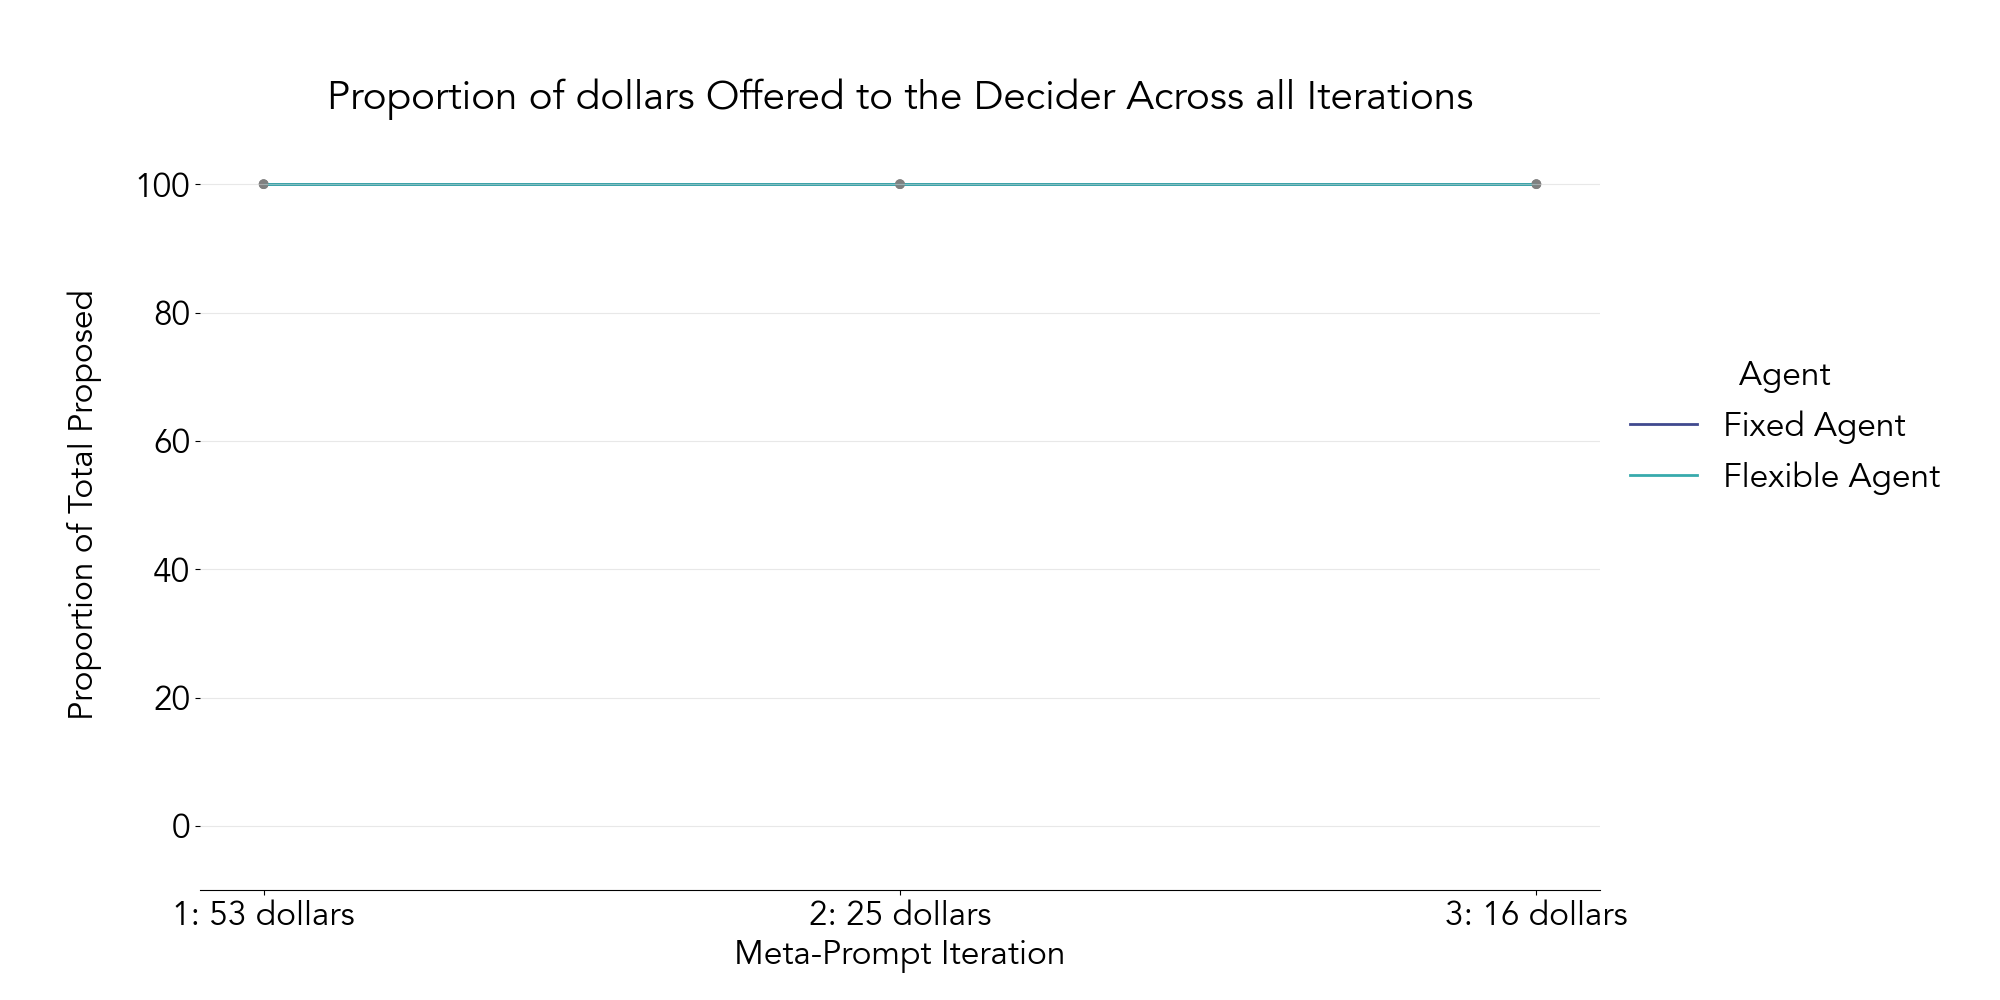 Proportion of dollars Offered to the Decider Across all Iterations
100
80
60
40
20
0
Proportion of Total Proposed
1: 53 dollars
2: 25 dollars
3: 16 dollars
Meta-Prompt Iteration
Agent
Fixed Agent
Flexible Agent